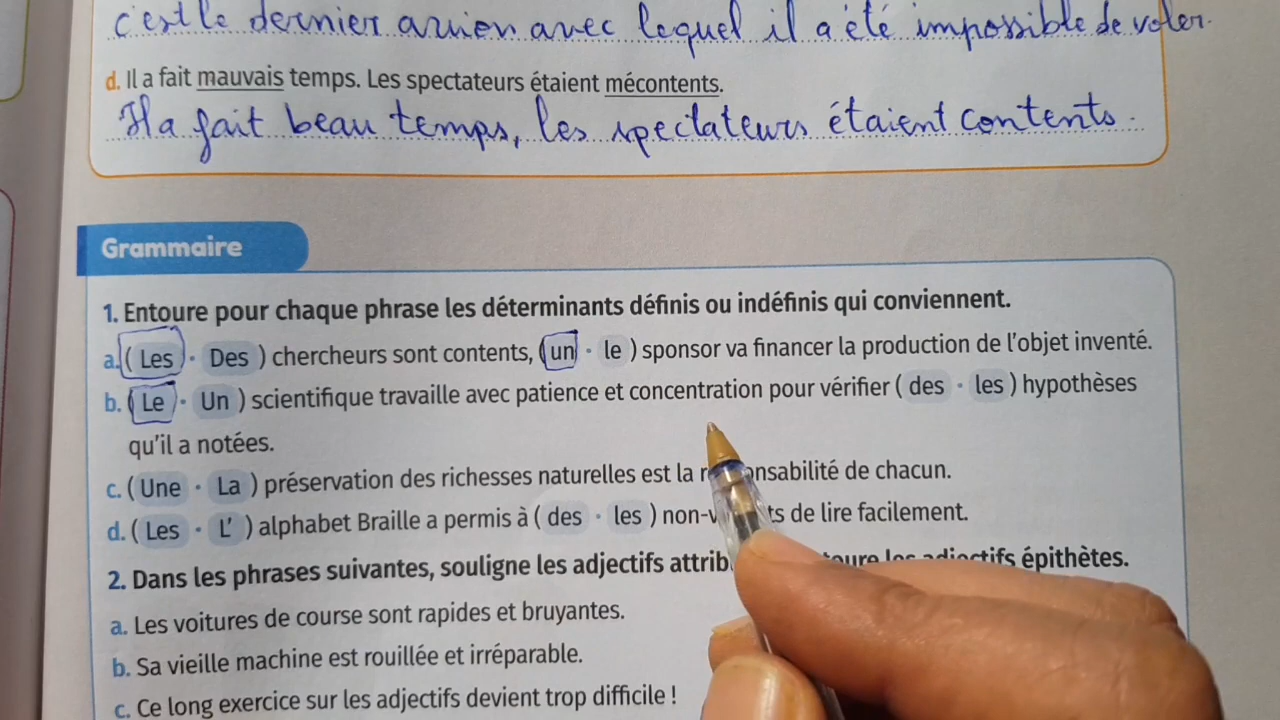 c'est le dernier avion avec lequel il a été impossible de voler.
d. Il a fait mauvais temps. Les spectateurs étaient mécontents.
Il a fait beau temps, les spectateurs étaient contents.
Grammaire
1. Entoure pour chaque phrase les déterminants définis ou indéfinis qui conviennent.
a. ( Les · Des ) chercheurs sont contents, ( un · le ) sponsor va financer la production de l'objet inventé.
b. ( Le · Un ) scientifique travaille avec patience et concentration pour vérifier ( des · les ) hypothèses
qu'il a notées.
c. ( Une · La ) préservation des richesses naturelles est la de chacun.
d. ( Les · L' ) alphabet Braille a permis à ( des · les ) de lire facilement.
2. Dans les phrases suivantes, souligne les adjectifs les adjectifs épithètes.
a. Les voitures de course sont rapides et bruyantes.
b. Sa vieille machine est rouillée et irréparable.
c. Ce long exercice sur les adjectifs devient trop difficile !